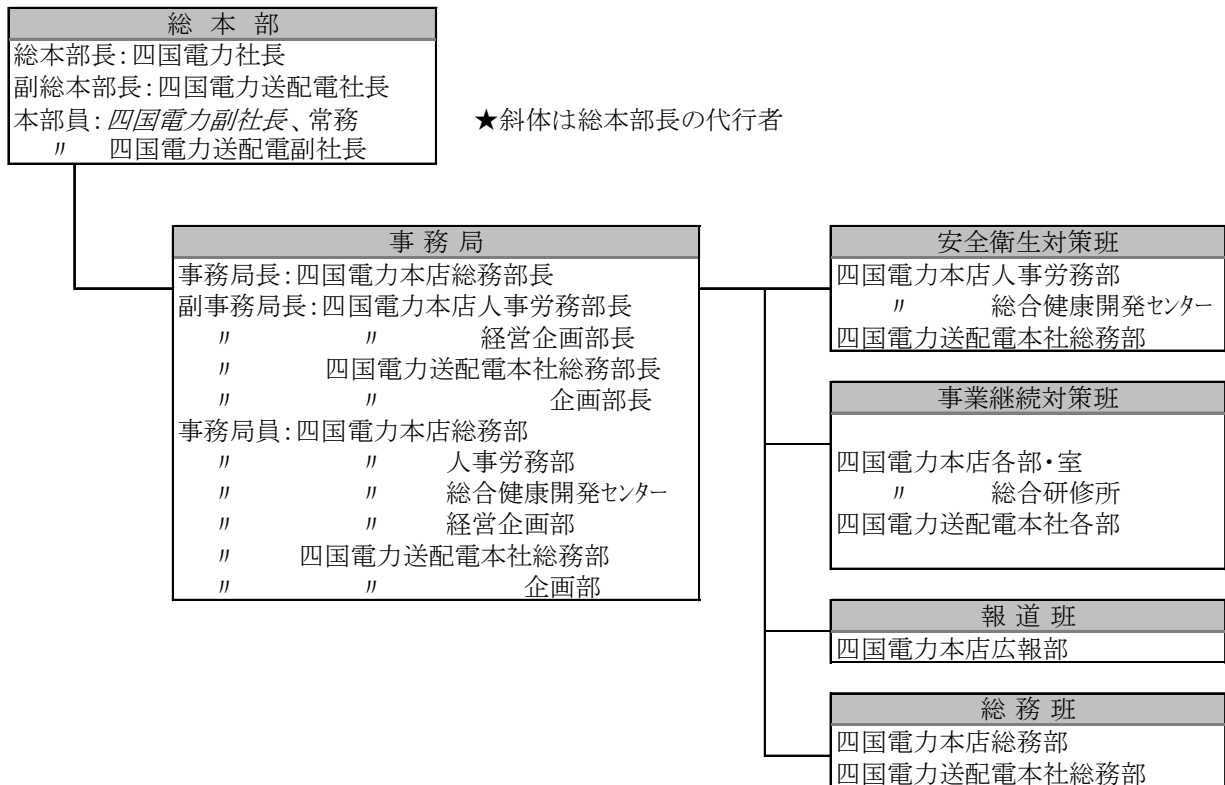 総 本 部
総本部長:四国電力社長
副総本部長:四国電力送配電社長
本部員:四国電力副社長、常務
〃 四国電力送配電副社長
★斜体は総本部長の代行者
事 務 局
事務局長:四国電力本店総務部長
副事務局長:四国電力本店人事労務部長
〃 〃 経営企画部長
〃 四国電力送配電本社総務部長
〃 〃 企画部長
事務局員:四国電力本店総務部
〃 〃 人事労務部
〃 〃 総合健康開発センター
〃 〃 経営企画部
〃 四国電力送配電本社総務部
〃 〃 企画部
安全衛生対策班
四国電力本店人事労務部
〃 総合健康開発センター
四国電力送配電本社総務部
事業継続対策班
四国電力本店各部・室
〃 総合研修所
四国電力送配電本社各部
報 道 班
四国電力本店広報部
総 務 班
四国電力本店総務部
四国電力送配電本社総務部